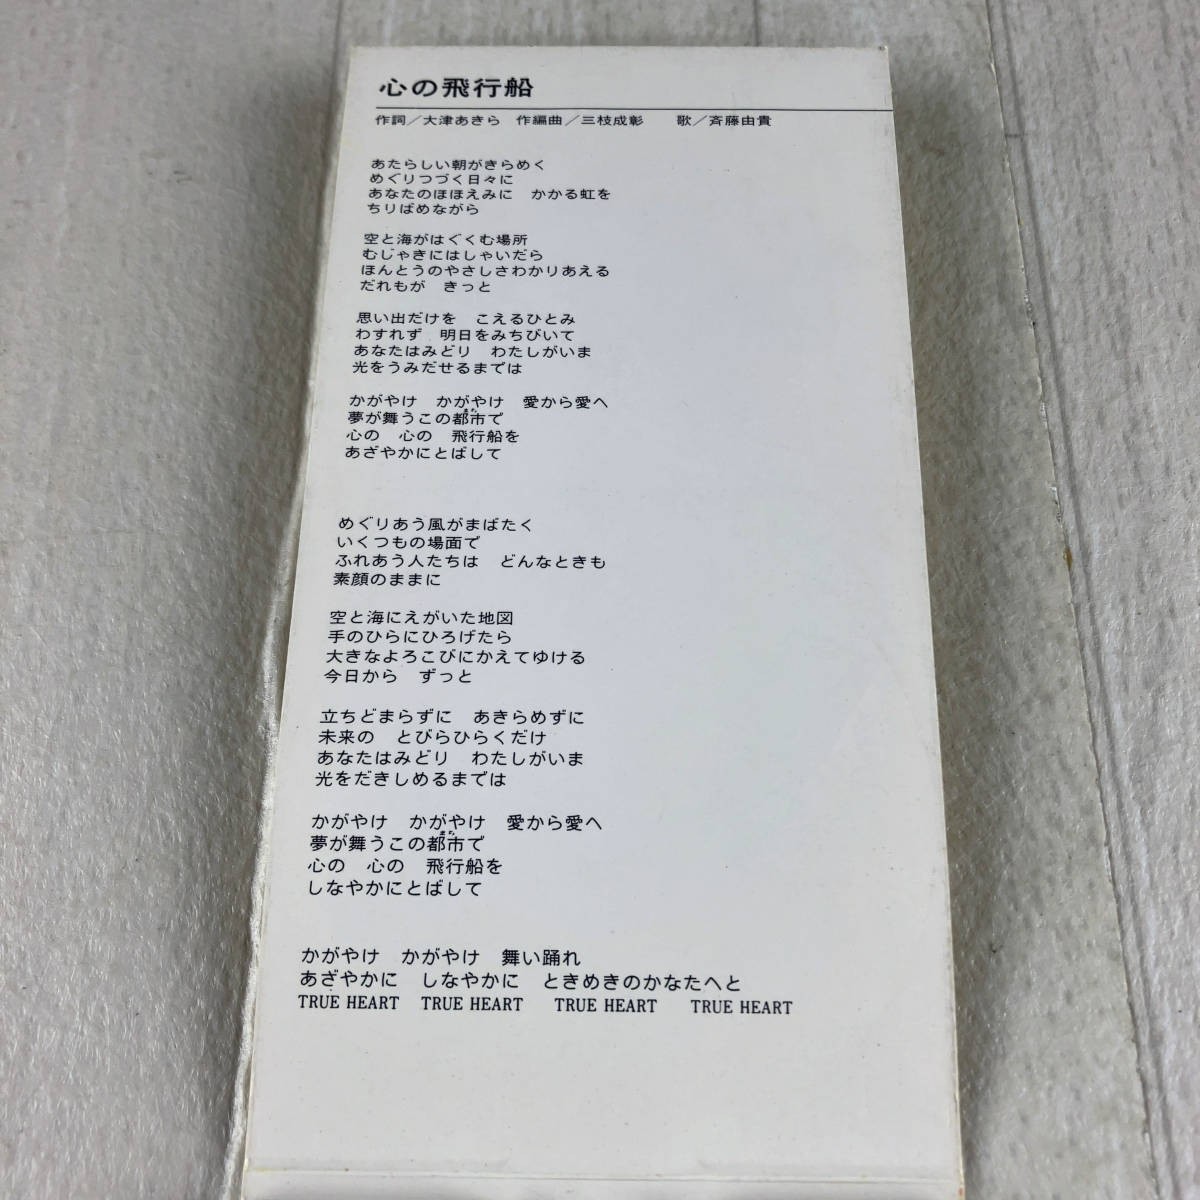 心の飛行船
作詞／大津あきら　作編曲／三枝成彰　　歌／斉藤由貴
あたらしい朝がきらめく
めぐりつづく日々に
あなたのほほえみに　かかる虹を
ちりばめながら
空と海がはぐくむ場所
むじゃきにはしゃいだら
ほんとうのやさしさわかりあえる
だれもが　きっと
思い出だけを　こえるひとみ
わすれず　明日をみちびいて
あなたはみどり　わたしがいま
光をうみだせるまでは
かがやけ　かがやけ　愛から愛へ
夢が舞うこの都市で
心の　心の　飛行船を
あざやかにとばして
めぐりあう風がまばたく
いくつもの場面で
ふれあう人たちは　どんなときも
素顔のままに
空と海にえがいた地図
手のひらにひろげたら
大きなよろこびにかえてゆける
今日から　ずっと
立ちどまらずに　あきらめずに
未来の　とびらひらくだけ
あなたはみどり　わたしがいま
光をだきしめるまでは
かがやけ　かがやけ　愛から愛へ
夢が舞うこの都市で
心の　心の　飛行船を
しなやかにとばして
かがやけ　かがやけ　舞い踊れ
あざやかに　しなやかに　ときめきのかなたへと
TRUE HEART　TRUE HEART　TRUE HEART　TRUE HEART